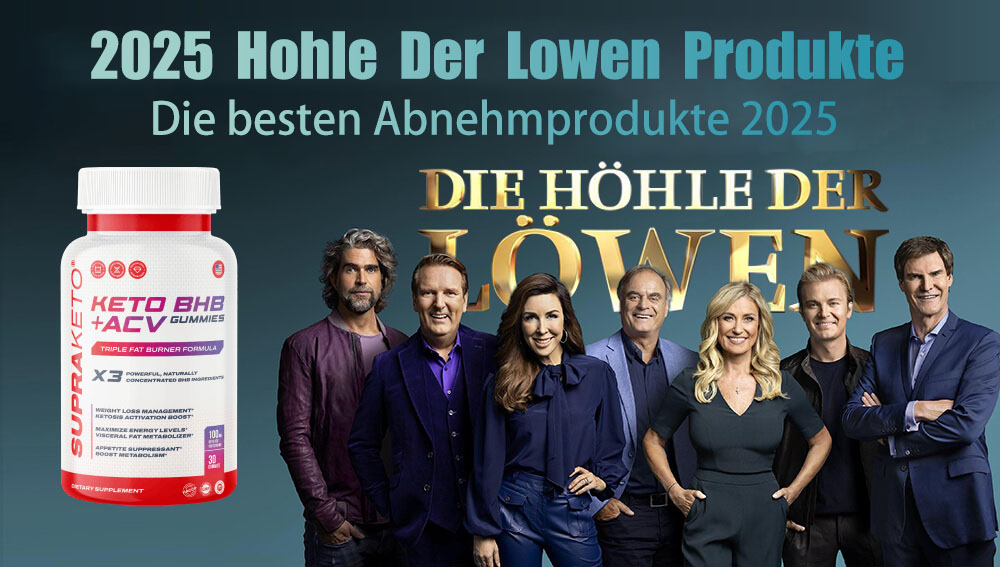 2025 Hohle Der Lowen Produkte
Die besten Abnehmprodukte 2025
DIE HÖHLE DER
LÖWEN
SUPRAKETO®
KETO BHB
+ACV GUMMIES
TRIPLE FAT BURNER FORMULA
X3 POWERFUL, NATURALLY
CONCENTRATED BHB INGREDIENTS
WEIGHT LOSS MANAGEMENT*
KETOSIS ACTIVATION BOOST*
MAXIMIZE ENERGY LEVELS*
VISCERAL FAT METABOLIZER*
APPETITE SUPPRESSANT*
BOOST METABOLISM*
30
DIETARY SUPPLEMENT